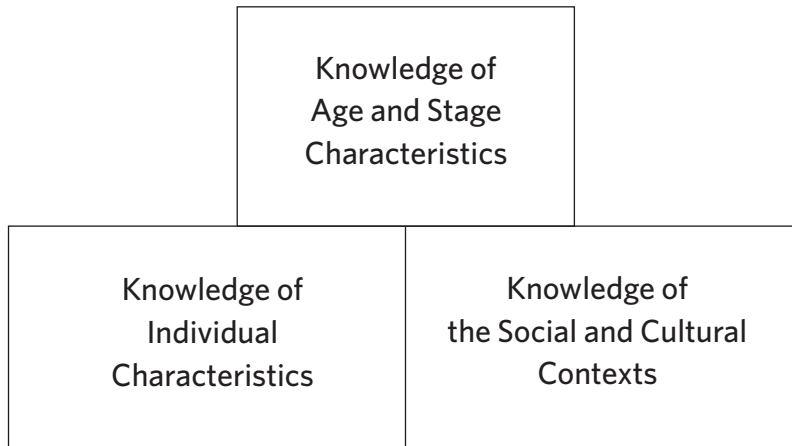 Knowledge of
Age and Stage
Characteristics
Knowledge of
Individual
Characteristics
Knowledge of
the Social and Cultural
Contexts